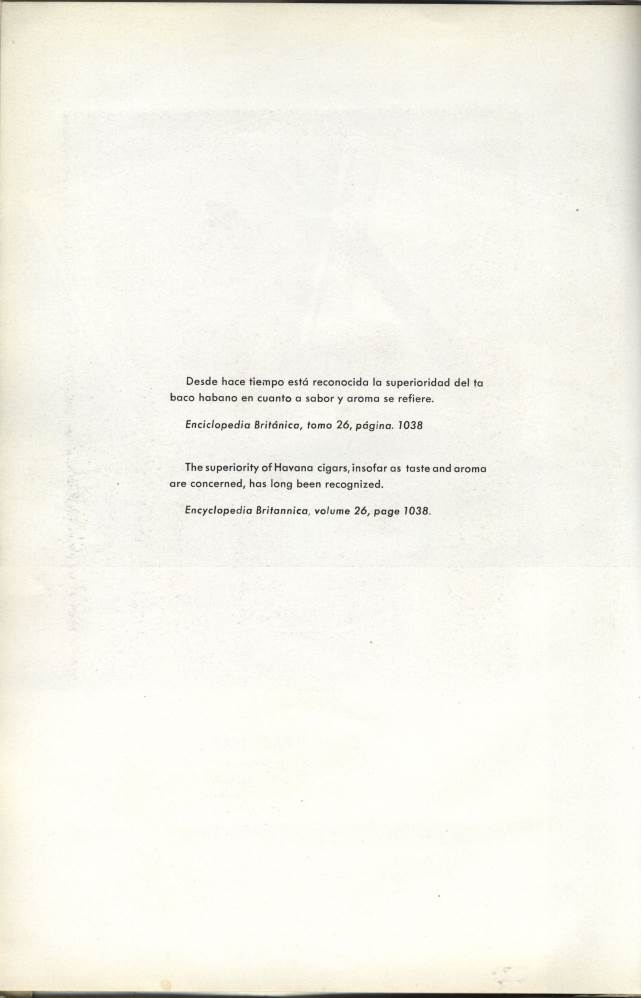 Desde hace tiempo está reconocida la superioridad del ta
baco habano en cuanto a sabor y aroma se refiere.
Enciclopedia Británica, tomo 26, página. 1038
The superiority of Havana cigars, insofar as taste and aroma
are concerned, has long been recognized.
Encyclopedia Britannica, volume 26, page 1038.